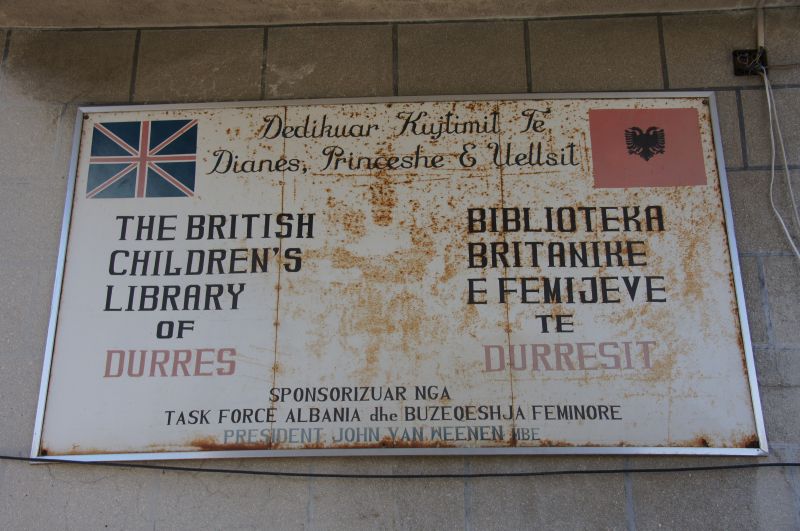 Dedikuar Kujtimit Të
Dianes, Princeshe E Uellsit
THE BRITISH
CHILDREN'S
LIBRARY
OF
DURRES
BIBLIOTEKA
BRITANIKE
E FEMIJEVE
TE
DURRESIT
SPONSORIZUAR NGA
TASK FORCE ALBANIA dhe BUZEQESHJA FEMINORE
PRESIDENT JOHN VAN WEENEN MBE